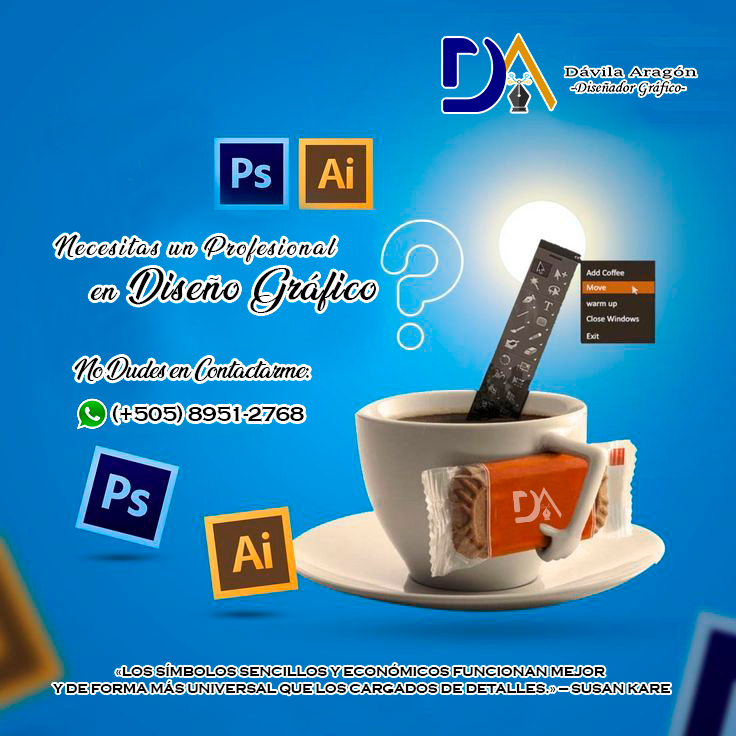 DA
Dávila Aragón
-Diseñador Gráfico-
Ps Ai
Necesitas un Profesional
en Diseño Gráfico
?
Add Coffee
Move
warm up
Close Windows
Exit
T
No Dudes en Contactarme:
(+505) 8951-2768
DA
Ps
Ai
«LOS SÍMBOLOS SENCILLOS Y ECONÓMICOS FUNCIONAN MEJOR
Y DE FORMA MÁS UNIVERSAL QUE LOS CARGADOS DE DETALLES.» – SUSAN KARE